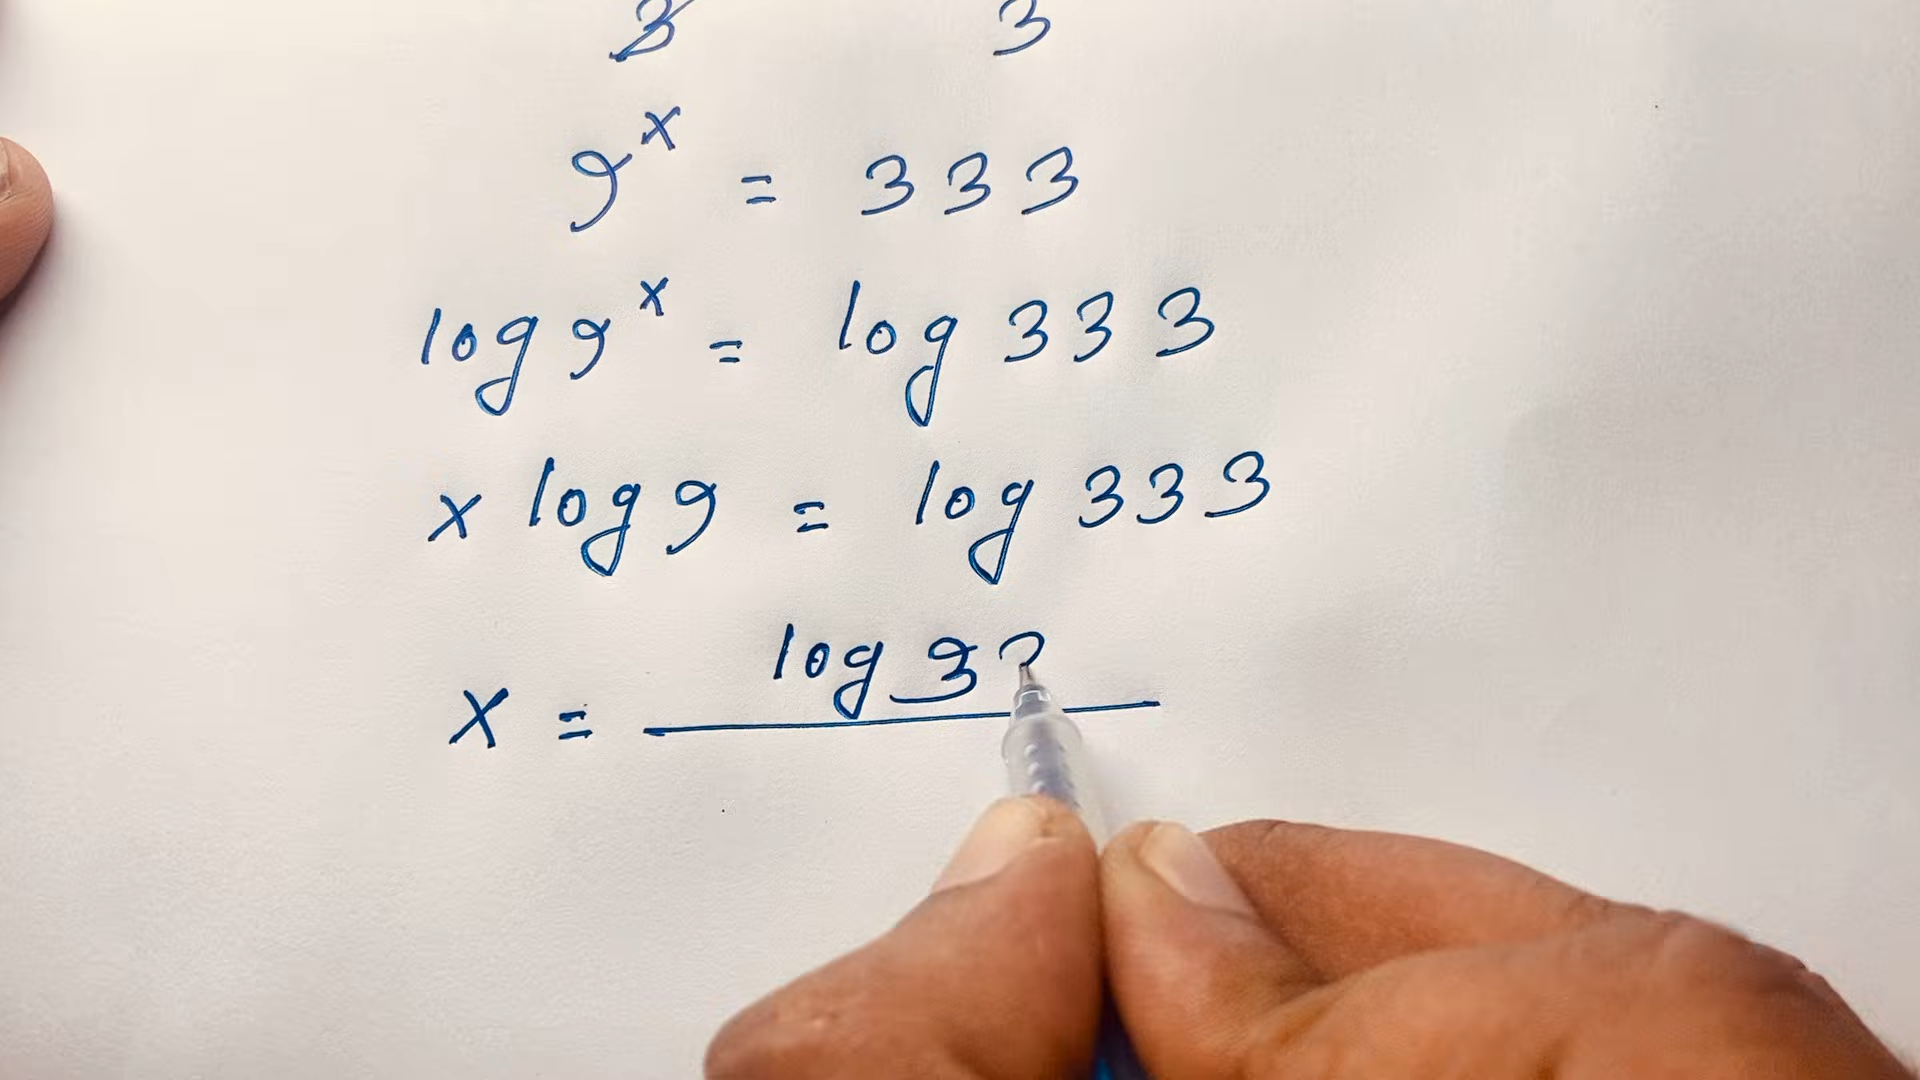 3 3
9^x = 333
log 9^x = log 333
x log 9 = log 333
log 33
x =